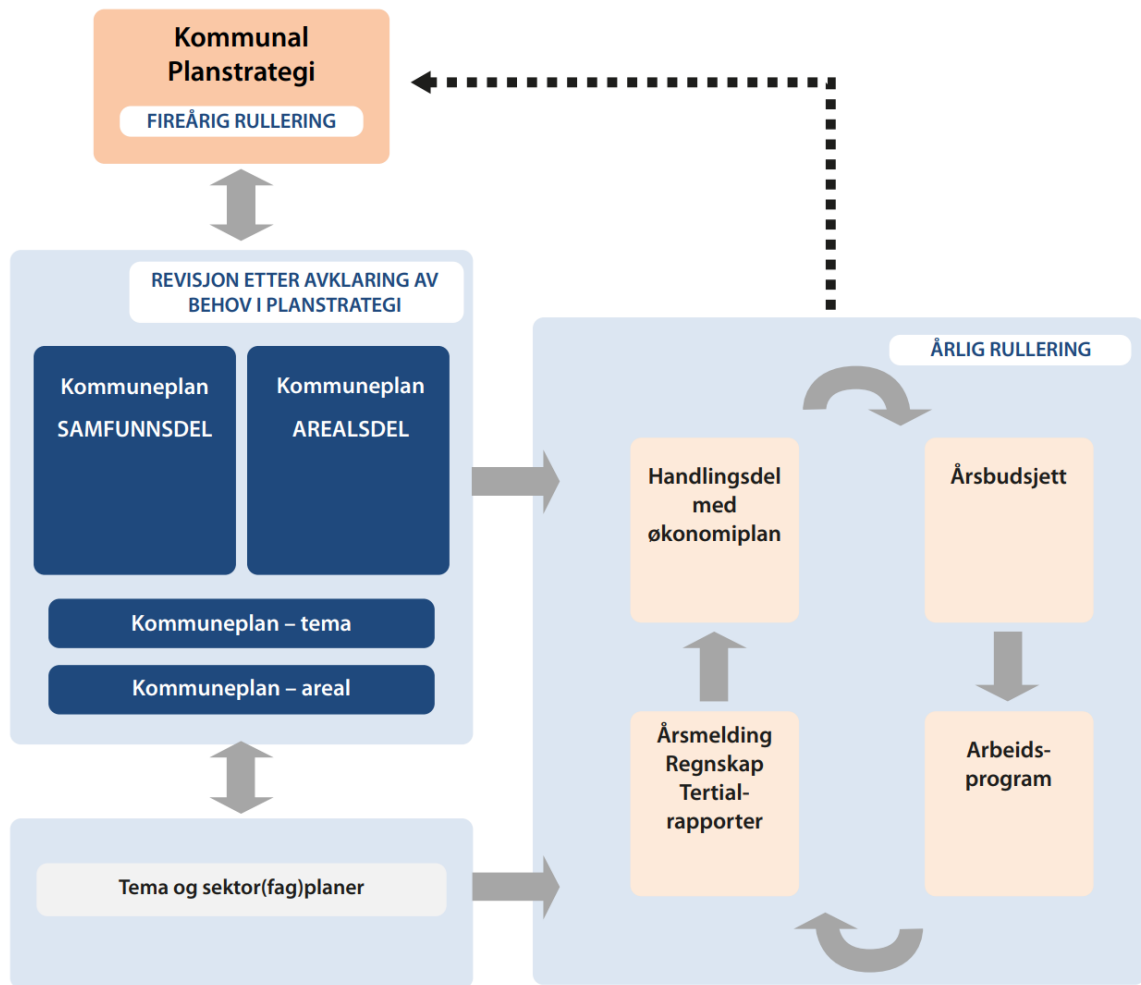 Kommunal
Planstrategi
FIREÅRIG RULLERING
REVISJON ETTER AVKLARING AV
BEHOV I PLANSTRATEGI
Kommuneplan
SAMFUNNSDEL
Kommuneplan
AREALSDEL
Kommuneplan – tema
Kommuneplan – areal
Tema og sektor(fag)planer
ÅRLIG RULLERING
Handlingsdel
med
økonomiplan
Årsbudsjett
Årsmelding
Regnskap
Tertial-
rapporter
Arbeids-
program